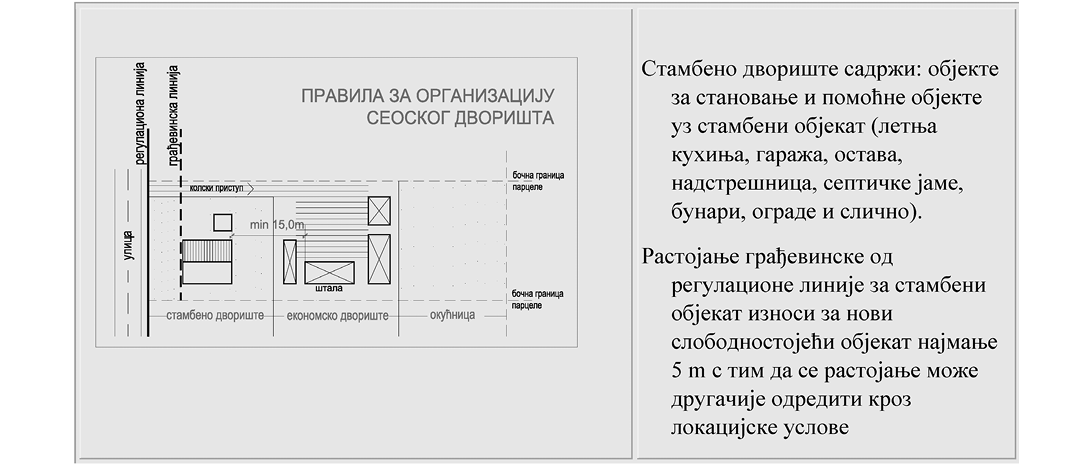 ПРАВИЛА ЗА ОРГАНИЗАЦИЈУ
СЕОСКОГ ДВОРИШТА
регулациона линија
грађевинска линија
улица
колски приступ
min 15,0m
штала
бочна граница
парцеле
бочна граница
парцеле
стамбено двориште
економско двориште
окућница
Стамбено двориште садржи: објекте
за становање и помоћне објекте
уз стамбени објекат (летња
кухиња, гаража, остава,
надстрешница, септичке јаме,
бунари, ограде и слично).
Растојање грађевинске од
регулационе линије за стамбени
објекат износи за нови
слободностојећи објекат најмање
5 m с тим да се растојање може
другачије одредити кроз
локацијске услове